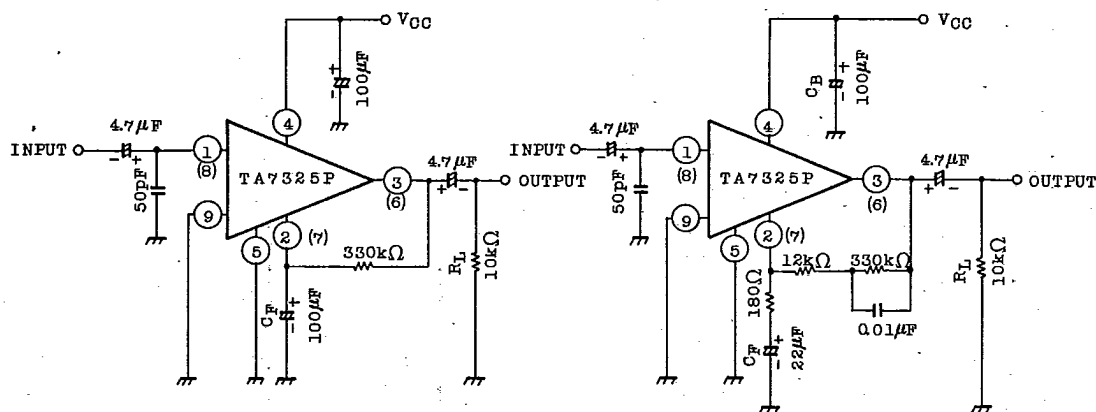 VCC
100μF
4
4.7μF
INPUT
1
(8)
50pF
TA7325P
3
(6)
4.7μF
OUTPUT
9
5
2
(7)
330kΩ
RL
10kΩ
CF
100μF
VCC
CB
100μF
4
4.7μF
INPUT
1
(8)
50pF
TA7325P
3
(6)
4.7μF
OUTPUT
9
5
2
(7)
12kΩ
330kΩ
0.01μF
180Ω
RL
10kΩ
CF
22μF